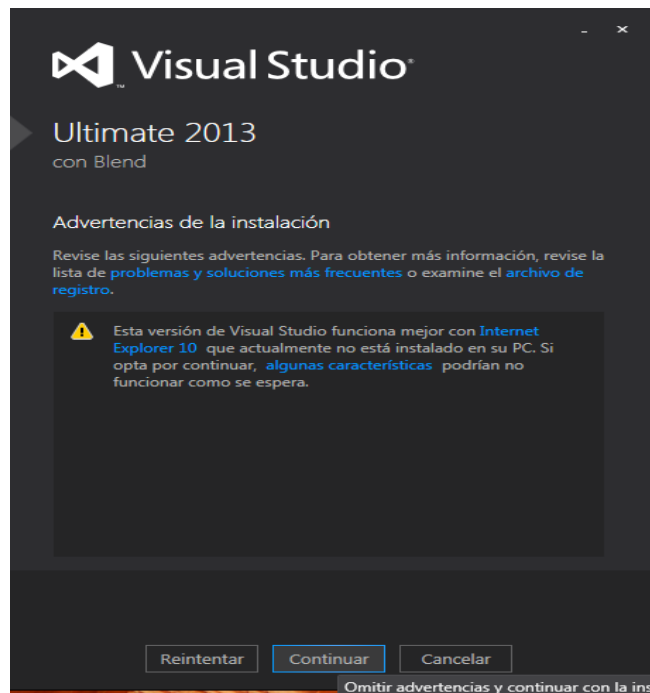 Visual Studio®
™
Ultimate 2013
con Blend
Advertencias de la instalación
Revise las siguientes advertencias. Para obtener más información, revise la
lista de problemas y soluciones más frecuentes o examine el archivo de
registro.
Esta versión de Visual Studio funciona mejor con Internet
Explorer 10 que actualmente no está instalado en su PC. Si
opta por continuar, algunas características podrían no
funcionar como se espera.
Reintentar Continuar Cancelar
Omitir advertencias y continuar con la ins